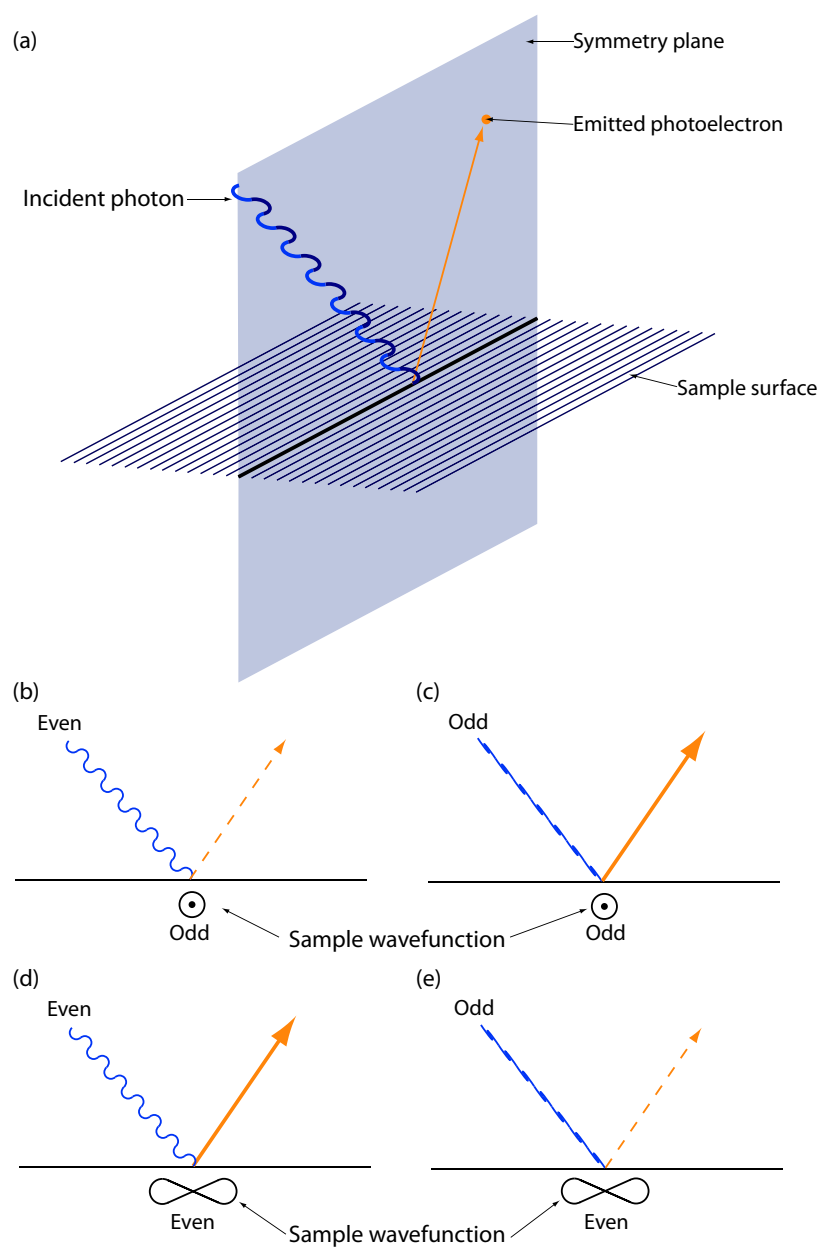 (a)
Symmetry plane
Emitted photoelectron
Incident photon
Sample surface
(b)
Even
Odd
(c)
Odd
Odd
Sample wavefunction
(d)
Even
Even
(e)
Odd
Even
Sample wavefunction